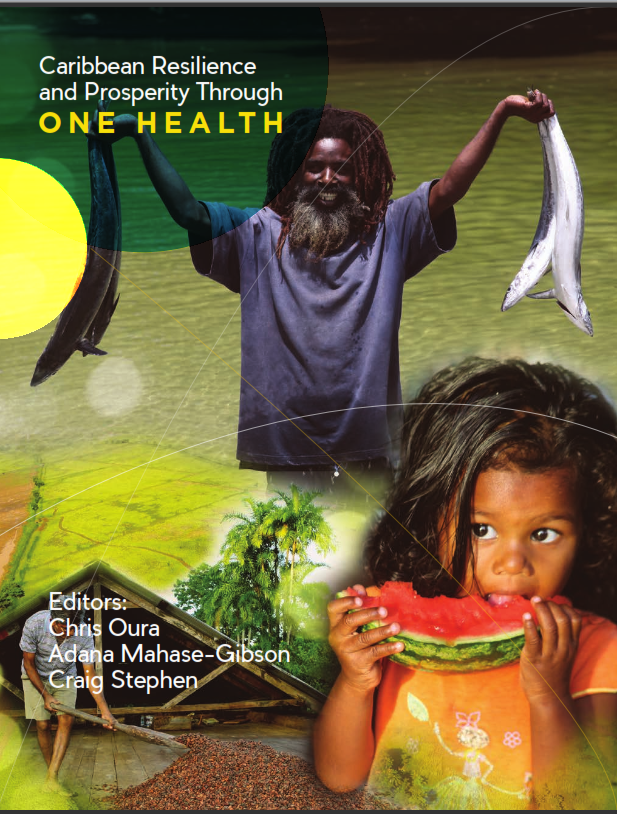 Caribbean Resilience
and Prosperity Through
ONE HEALTH
Editors:
Chris Oura
Adana Mahase-Gibson
Craig Stephen